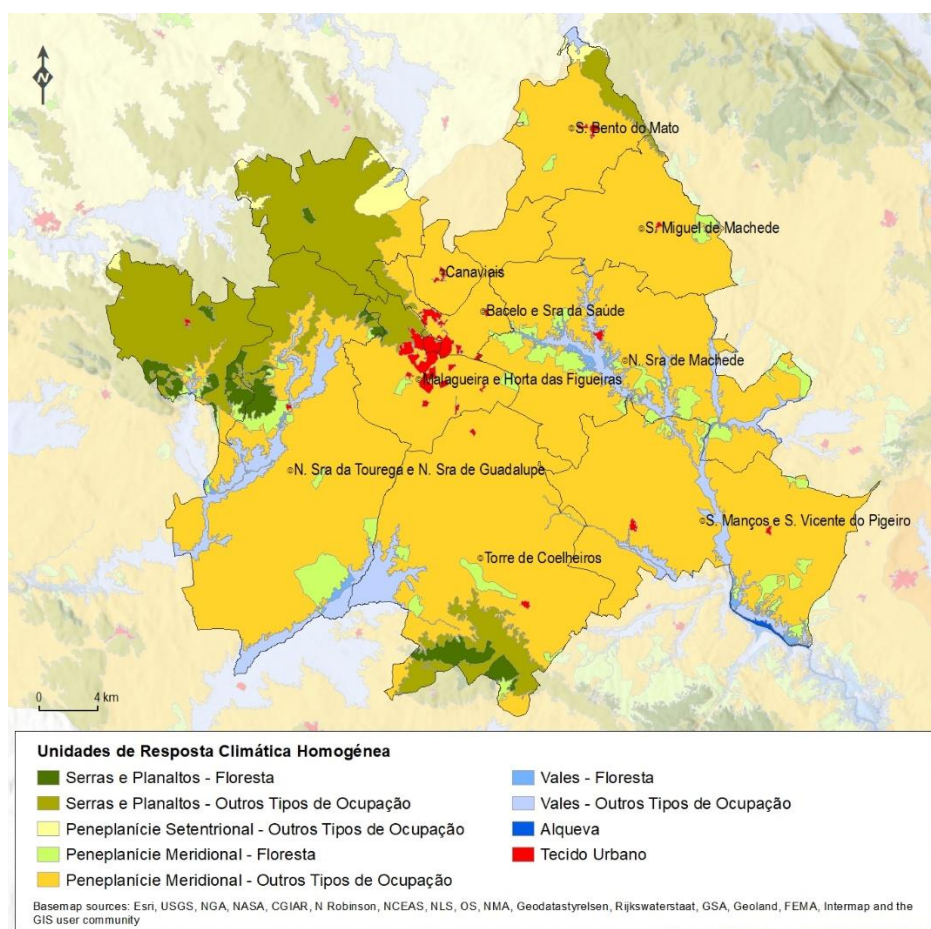 N
S. Bento do Mato
S. Miguel de Machede
Canaviais
Bacelo e Sra da Saúde
N. Sra de Machede
Malagueira e Horta das Figueiras
N. Sra da Tourega e N. Sra de Guadalupe
S. Manços e S. Vicente do Pigeiro
Torre de Coelheiros
0 4 km
Unidades de Resposta Climática Homogénea
Serras e Planaltos - Floresta
Serras e Planaltos - Outros Tipos de Ocupação
Peneplanície Setentrional - Outros Tipos de Ocupação
Peneplanície Meridional - Floresta
Peneplanície Meridional - Outros Tipos de Ocupação
Vales - Floresta
Vales - Outros Tipos de Ocupação
Alqueva
Tecido Urbano
Basemap sources: Esri, USGS, NGA, NASA, CGIAR, N Robinson, NCEAS, NLS, OS, NMA, Geodatastyrelsen, Rijkswaterstaat, GSA, Geoland, FEMA, Intermap and the
GIS user community